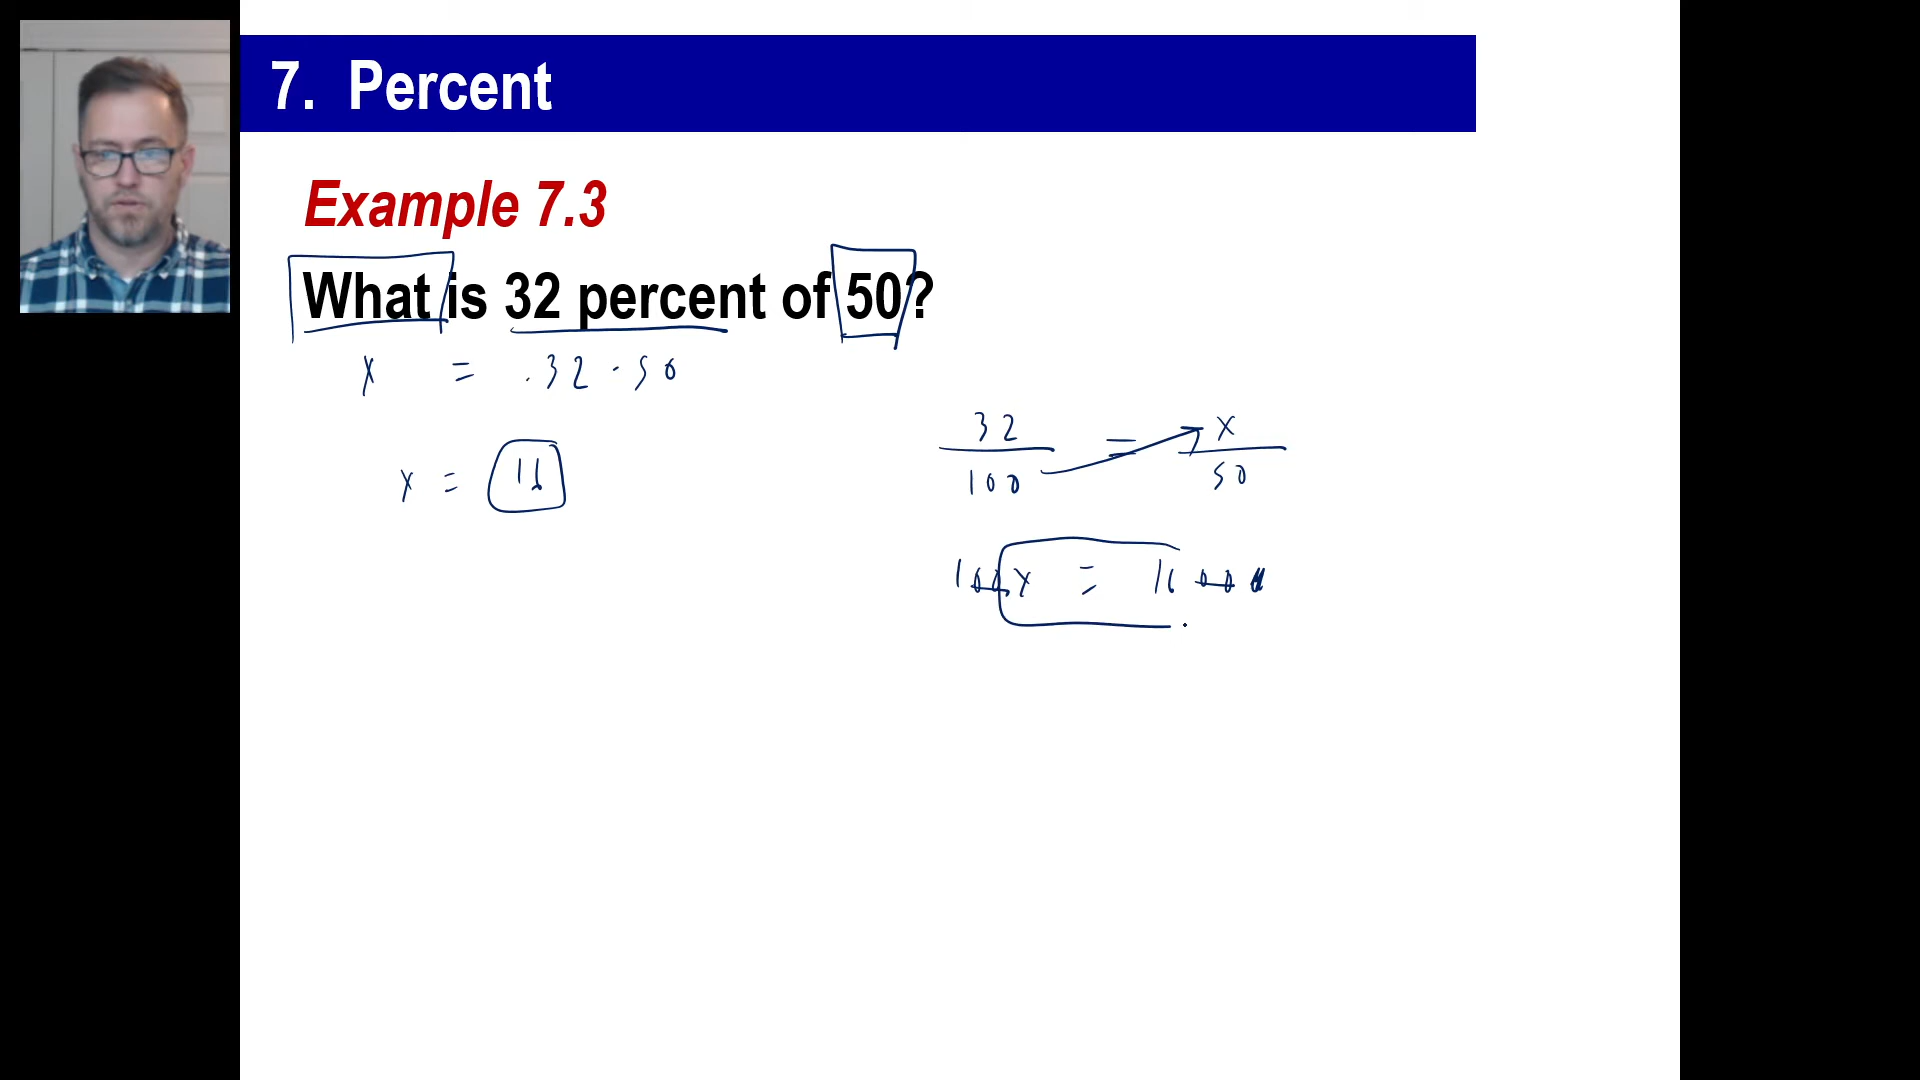 7. Percent
Example 7.3
What is 32 percent of 50?
x = .32 · 50
x = 16
32/100 = x/50
100x = 1600